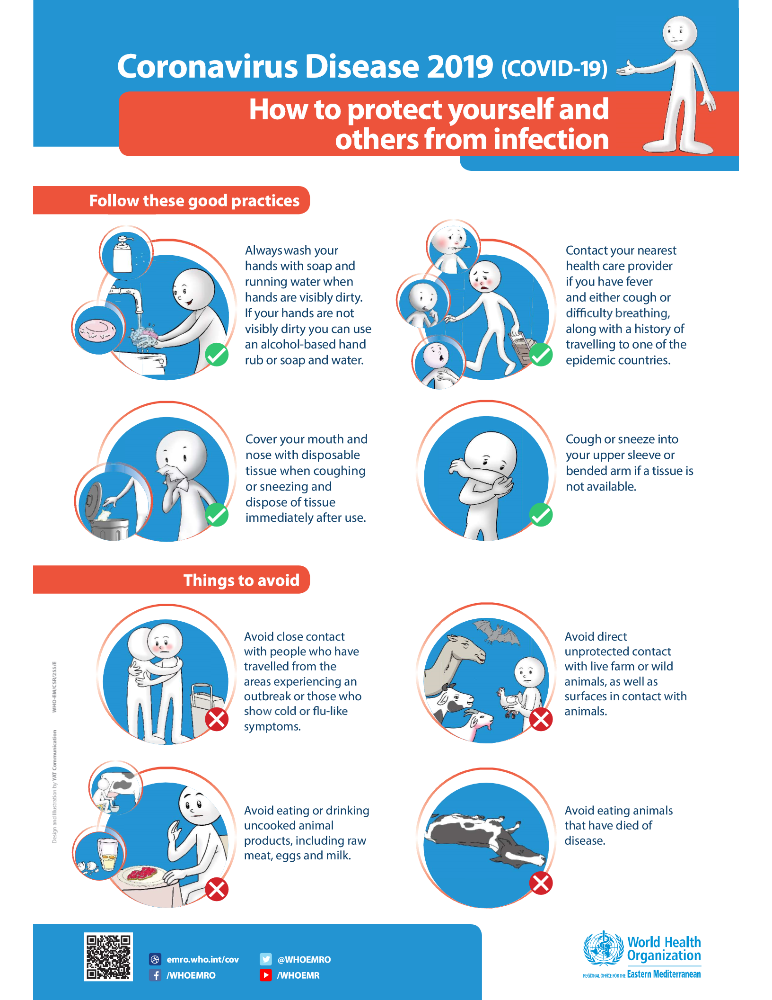 Coronavirus Disease 2019 (COVID-19)
How to protect yourself and
others from infection
Follow these good practices
Always wash your
hands with soap and
running water when
hands are visibly dirty.
If your hands are not
visibly dirty you can use
an alcohol-based hand
rub or soap and water.
Contact your nearest
health care provider
if you have fever
and either cough or
difficulty breathing,
along with a history of
travelling to one of the
epidemic countries.
Cover your mouth and
nose with disposable
tissue when coughing
or sneezing and
dispose of tissue
immediately after use.
Cough or sneeze into
your upper sleeve or
bended arm if a tissue is
not available.
Things to avoid
Avoid close contact
with people who have
travelled from the
areas experiencing an
outbreak or those who
show cold or flu-like
symptoms.
Avoid direct
unprotected contact
with live farm or wild
animals, as well as
surfaces in contact with
animals.
Avoid eating or drinking
uncooked animal
products, including raw
meat, eggs and milk.
Avoid eating animals
that have died of
disease.
Design and Illustration by YAT Communication WHO-EM/CSR/255/E
emro.who.int/cov
@WHOEMRO
/WHOEMRO
/WHOEMR
World Health
Organization
REGIONAL OFFICE FOR THE Eastern Mediterranean